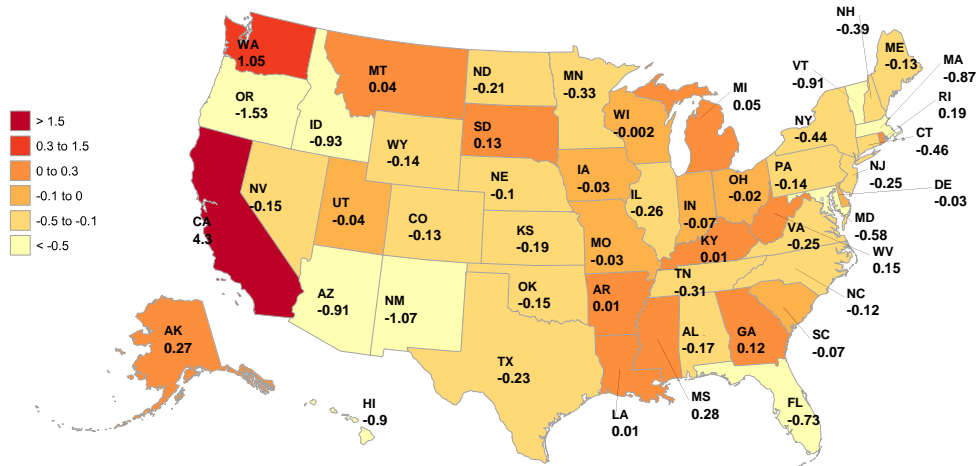 NH
-0.39
ME
-0.13
MA
-0.87
VT
-0.91
RI
0.19
WA
1.05
MT
0.04
ND
-0.21
MN
-0.33
MI
0.05
NY
-0.44
CT
-0.46
OR
-1.53
ID
-0.93
SD
0.13
WI
-0.002
> 1.5
0.3 to 1.5
0 to 0.3
-0.1 to 0
-0.5 to -0.1
< -0.5
WY
-0.14
PA
-0.14
NJ
-0.25
DE
-0.03
NV
-0.15
UT
-0.04
CO
-0.13
NE
-0.1
IA
-0.03
IL
-0.26
IN
-0.07
OH
-0.02
MD
-0.58
CA
4.3
KS
-0.19
MO
-0.03
KY
0.01
VA
-0.25
WV
0.15
AZ
-0.91
NM
-1.07
OK
-0.15
AR
0.01
TN
-0.31
NC
-0.12
AK
0.27
AL
-0.17
GA
0.12
SC
-0.07
TX
-0.23
HI
-0.9
LA
0.01
MS
0.28
FL
-0.73